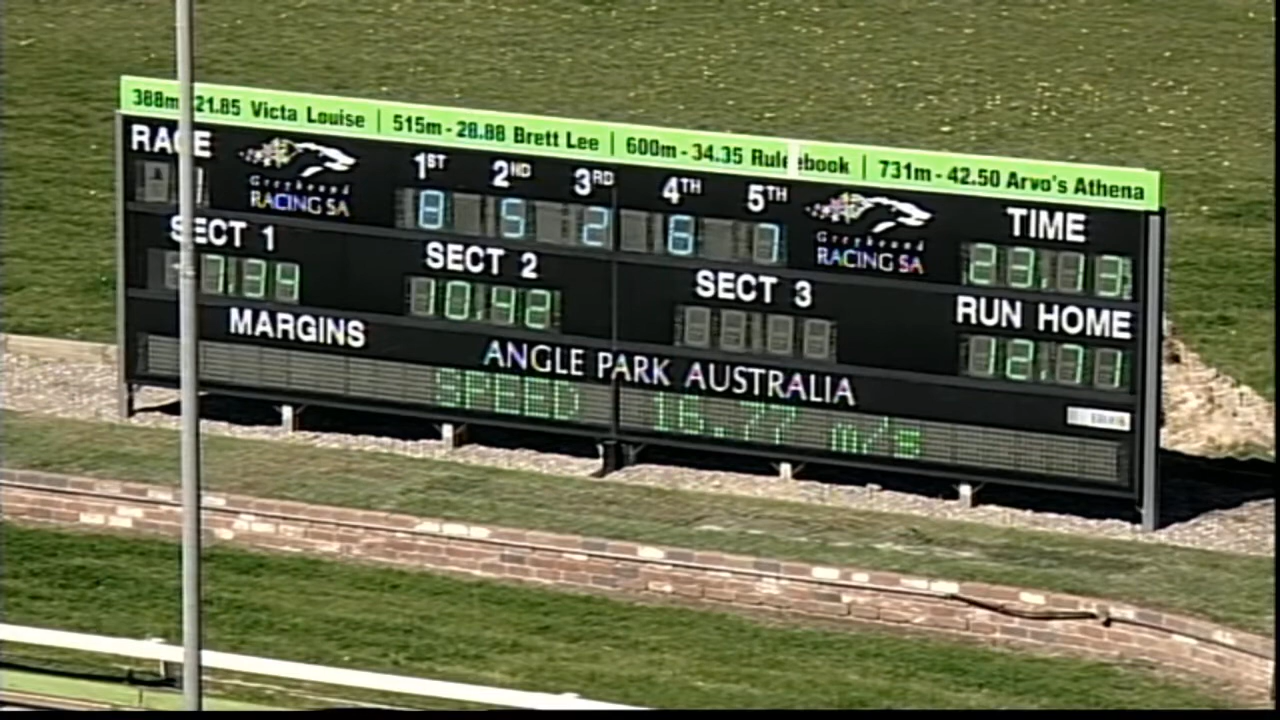 388m 21.85 Victa Louise | 515m - 28.88 Brett Lee | 600m - 34.35 Rulebook | 731m - 42.50 Arvo's Athena
RACE
Greyhound
RACING SA
1ST 2ND 3RD 4TH 5TH
8 5 2 6 7
Greyhound
RACING SA
TIME
23.13
SECT 1
7.34
SECT 2
10.42
SECT 3
RUN HOME
12.71
MARGINS
ANGLE PARK AUSTRALIA
SPEED 16.77 m/s